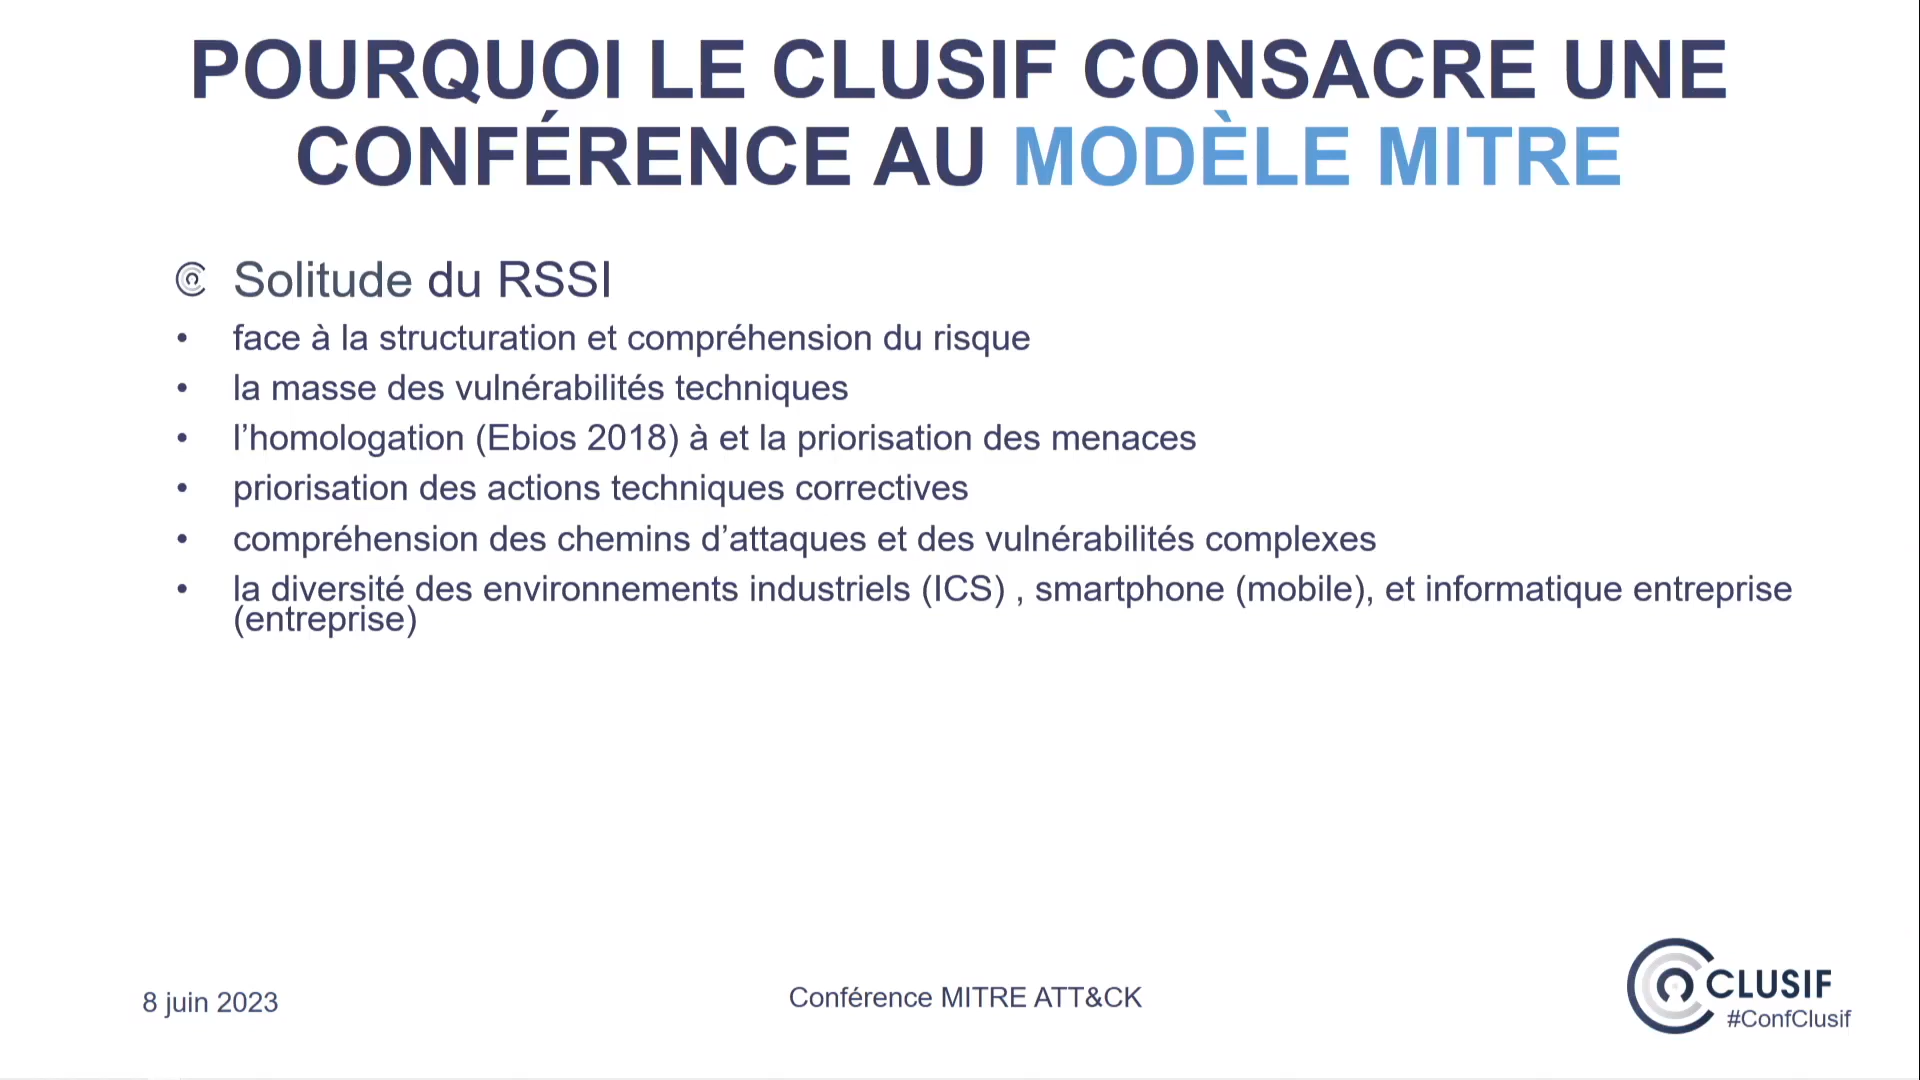 POURQUOI LE CLUSIF CONSACRE UNE
CONFÉRENCE AU MODÈLE MITRE
Solitude du RSSI
• face à la structuration et compréhension du risque
• la masse des vulnérabilités techniques
• l’homologation (Ebios 2018) à et la priorisation des menaces
• priorisation des actions techniques correctives
• compréhension des chemins d’attaques et des vulnérabilités complexes
• la diversité des environnements industriels (ICS) , smartphone (mobile), et informatique entreprise
(entreprise)
8 juin 2023
Conférence MITRE ATT&CK
CLUSIF
#ConfClusif